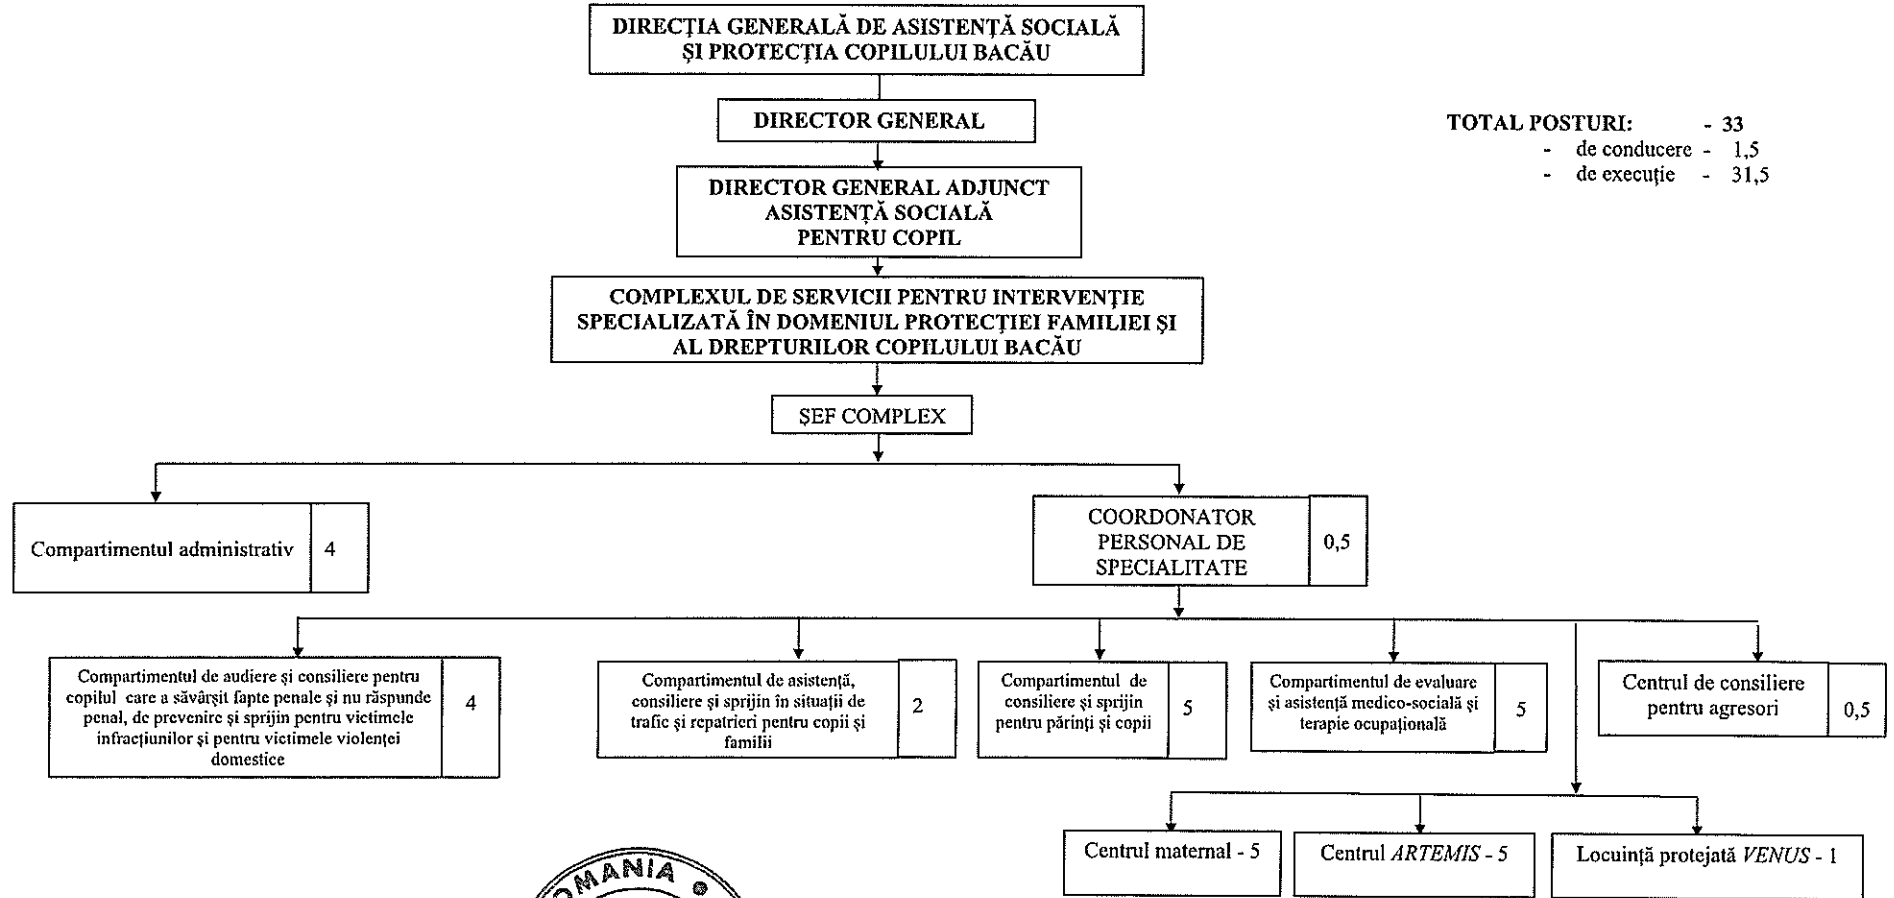 DIRECŢIA GENERALĂ DE ASISTENŢĂ SOCIALĂ
ŞI PROTECŢIA COPILULUI BACĂU
DIRECTOR GENERAL
TOTAL POSTURI: - 33
- de conducere - 1,5
- de execuţie - 31,5
DIRECTOR GENERAL ADJUNCT
ASISTENŢĂ SOCIALĂ
PENTRU COPIL
COMPLEXUL DE SERVICII PENTRU INTERVENŢIE
SPECIALIZATĂ ÎN DOMENIUL PROTECŢIEI FAMILIEI ŞI
AL DREPTURILOR COPILULUI BACĂU
ŞEF COMPLEX
Compartimentul administrativ 4
COORDONATOR
PERSONAL DE
SPECIALITATE
0,5
Compartimentul de audiere şi consiliere pentru
copilul care a săvârşit fapte penale şi nu răspunde
penal, de prevenire şi sprijin pentru victimele
infracţiunilor şi pentru victimele violenţei
domestice
4
Compartimentul de asistenţă,
consiliere şi sprijin în situaţii de
trafic şi repatrieri pentru copii şi
familii
2
Compartimentul de
consiliere şi sprijin
pentru părinţi şi copii
5
Compartimentul de evaluare
şi asistenţă medico-socială şi
terapie ocupaţională
5
Centrul de consiliere
pentru agresori
0,5
Centrul maternal - 5
Centrul ARTEMIS - 5
Locuinţă protejată VENUS - 1